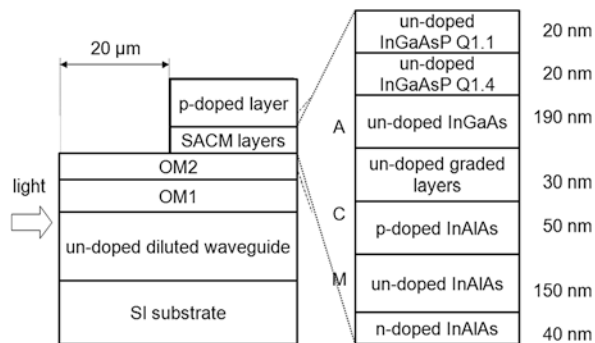 20 µm
p-doped layer
SACM layers
OM2
OM1
light
un-doped diluted waveguide
SI substrate
un-doped
InGaAsP Q1.1
20 nm
un-doped
InGaAsP Q1.4
20 nm
A
un-doped InGaAs
190 nm
un-doped graded
layers
30 nm
C
p-doped InAlAs
50 nm
M
un-doped InAlAs
150 nm
n-doped InAlAs
40 nm